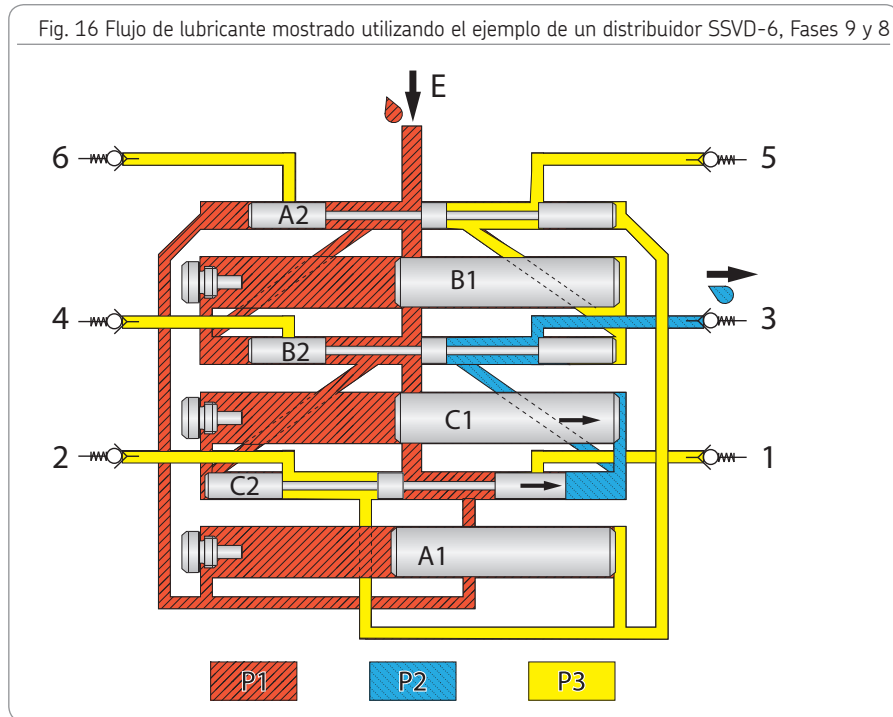 Fig. 16 Flujo de lubricante mostrado utilizando el ejemplo de un distribuidor SSVD-6, Fases 9 y 8
E
6
5
A2
B1
4
3
B2
C1
2
1
C2
A1
P1
P2
P3